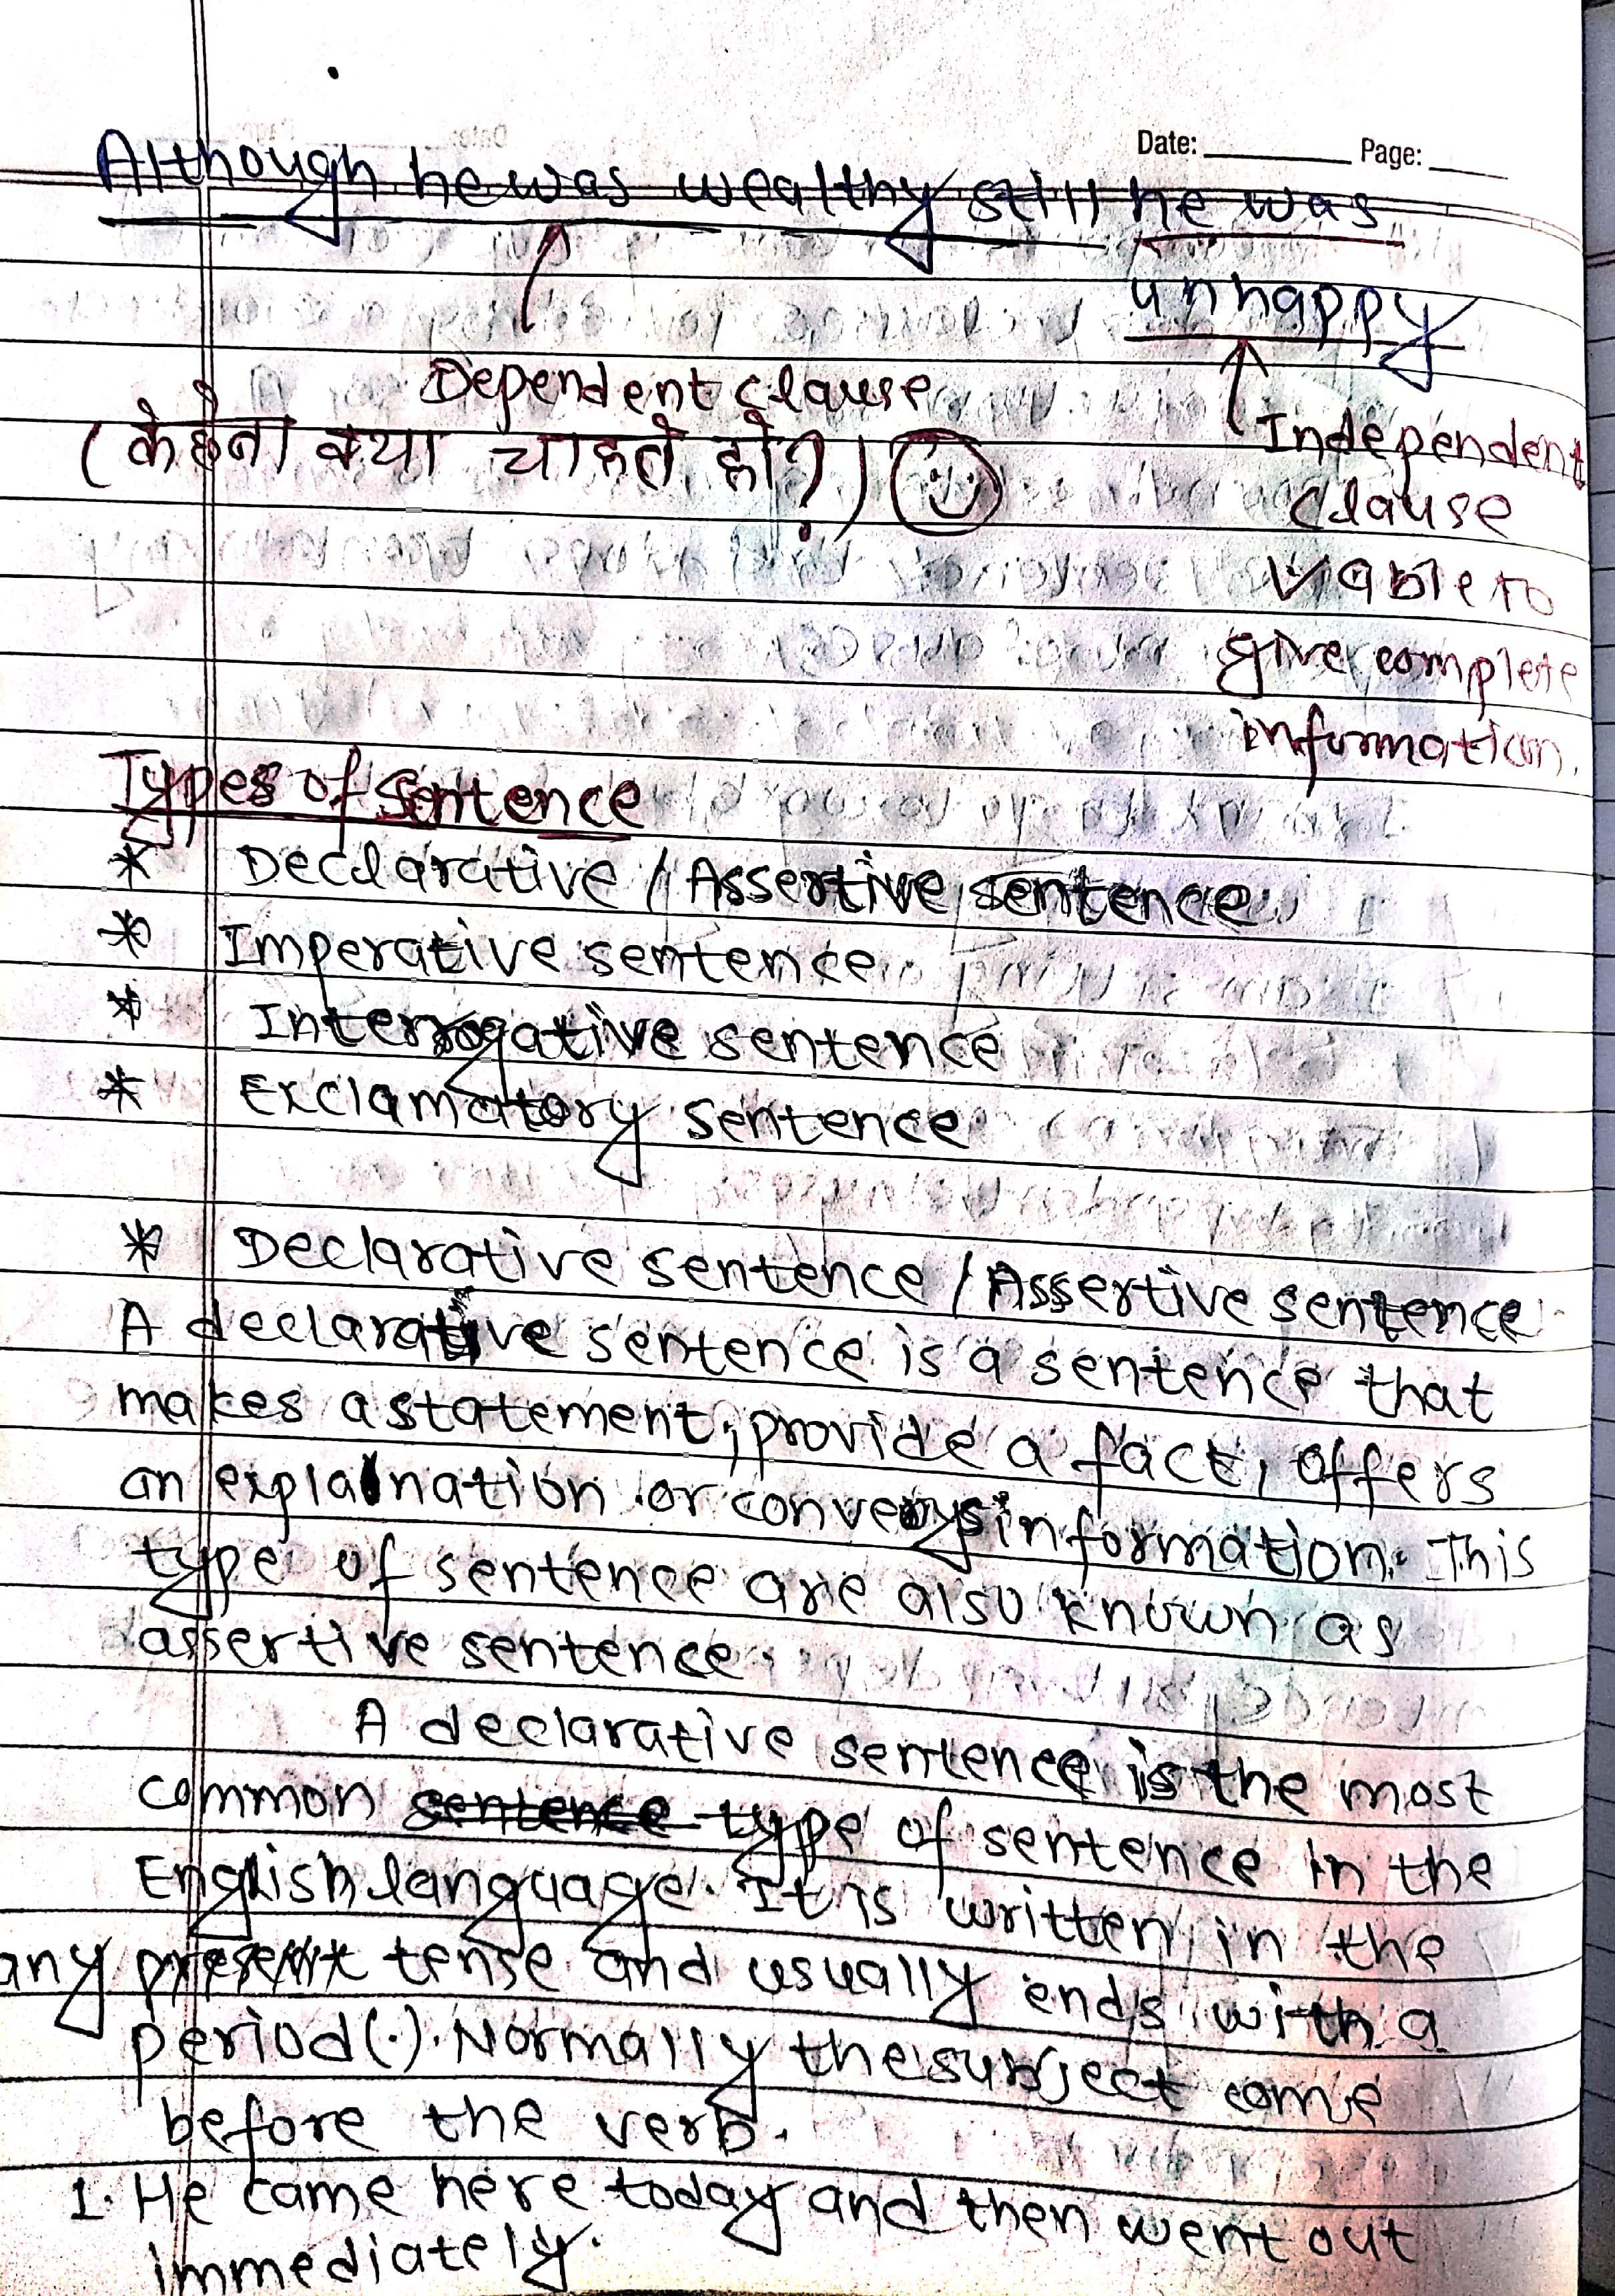 Date: Page:
Although he was wealthy still he was
unhappy
Dependent clause
(केहैना क्या चाहते हो?)
Independent
clause
able to
give complete
information.
Types of sentence
* Declarative / Assertive sentence
* Imperative sentence
* Interrogative sentence
* Exclamatory sentence
* Declarative sentence / Assertive sentence
A declarative sentence is a sentence that
makes a statement, provide a fact, offers
an explaination or conveys information. This
type of sentence are also known as
assertive sentence.
A declarative sentence is the most
common sentence type of sentence in the
English language. It is written in the
any present tense and usually ends with a
period(.). Normally the subject come
before the verb.
1. He came here today and then went out
immediately.